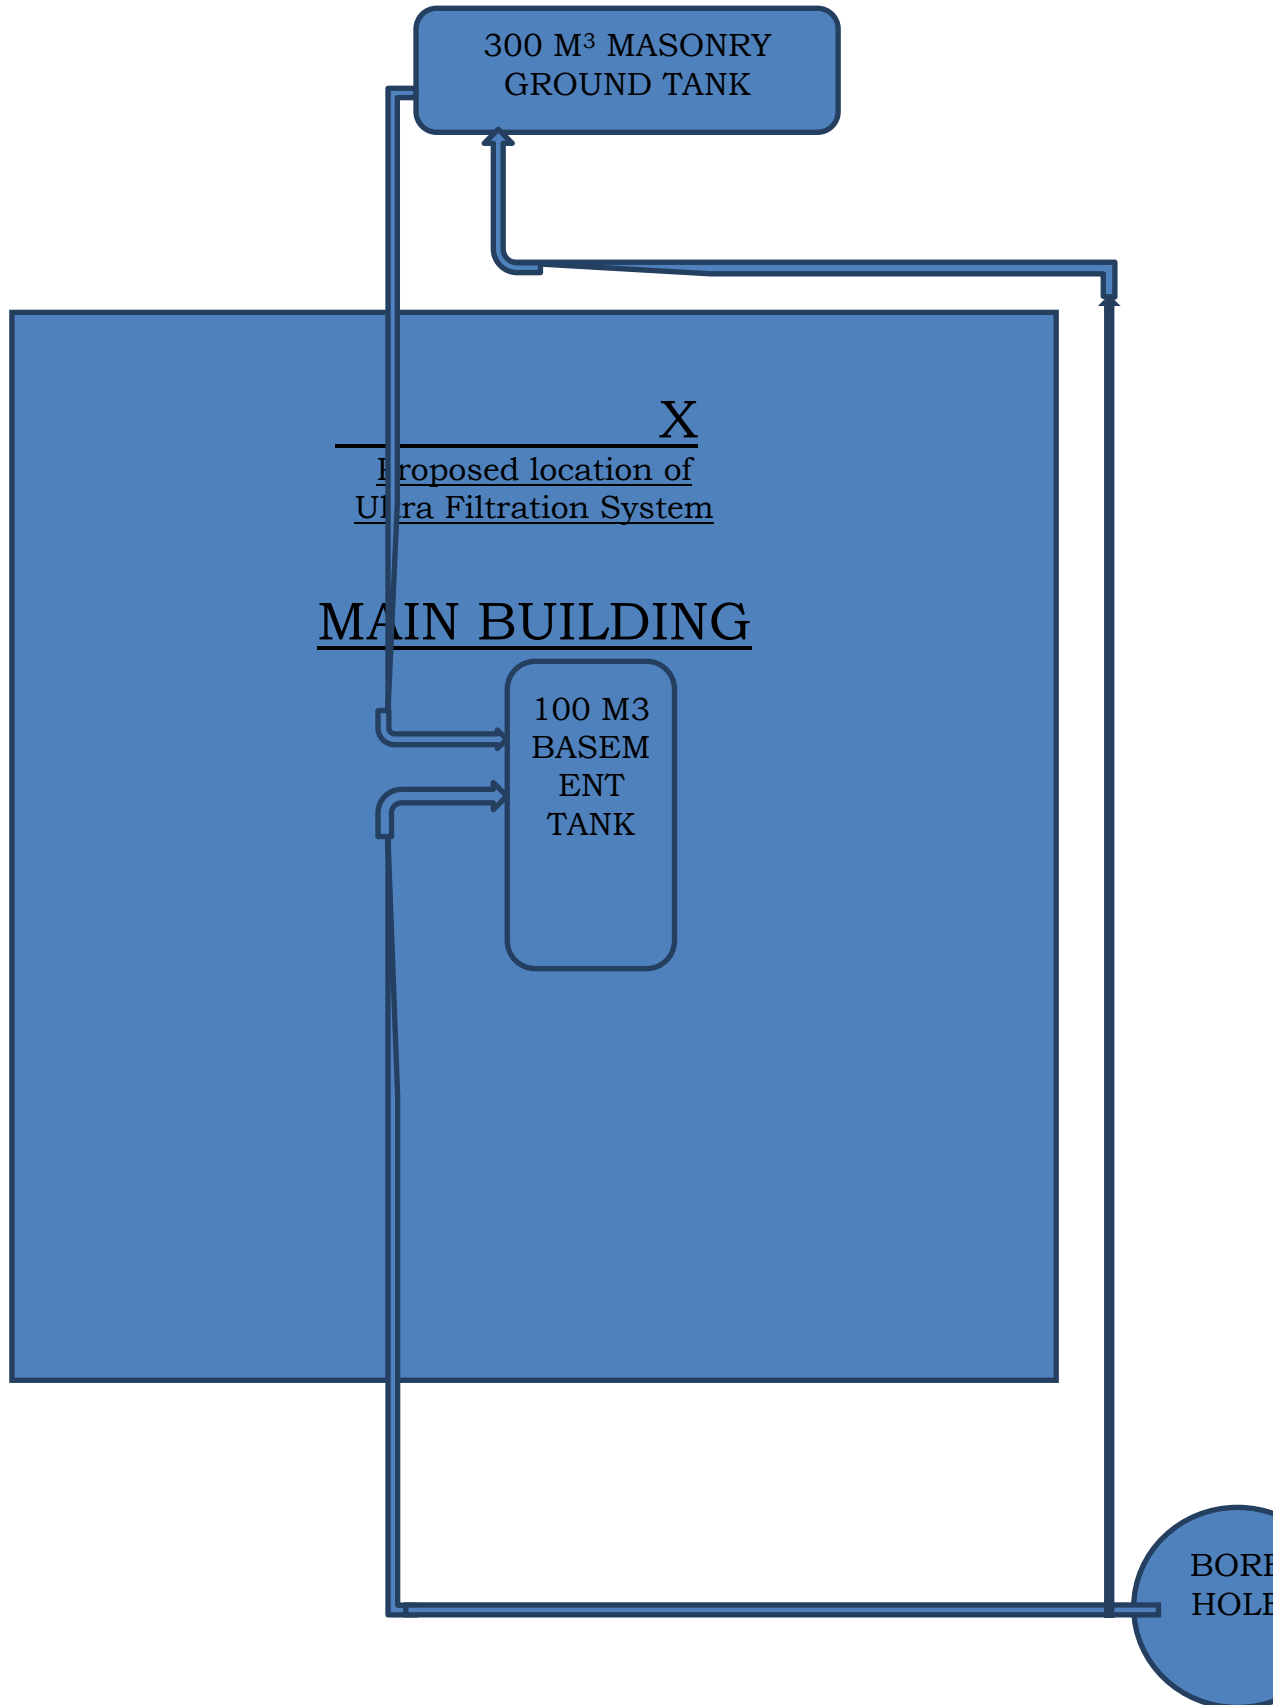 300 M³ MASONRY
GROUND TANK
X
Proposed location of
Ultra Filtration System
MAIN BUILDING
100 M3
BASEM
ENT
TANK
BORE
HOLE